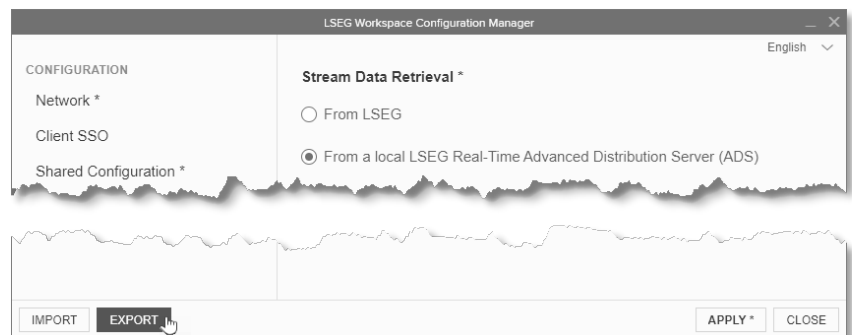 LSEG Workspace Configuration Manager
English
CONFIGURATION
Network *
Client SSO
Shared Configuration *
Stream Data Retrieval *
From LSEG
From a local LSEG Real-Time Advanced Distribution Server (ADS)
IMPORT
EXPORT
APPLY *
CLOSE